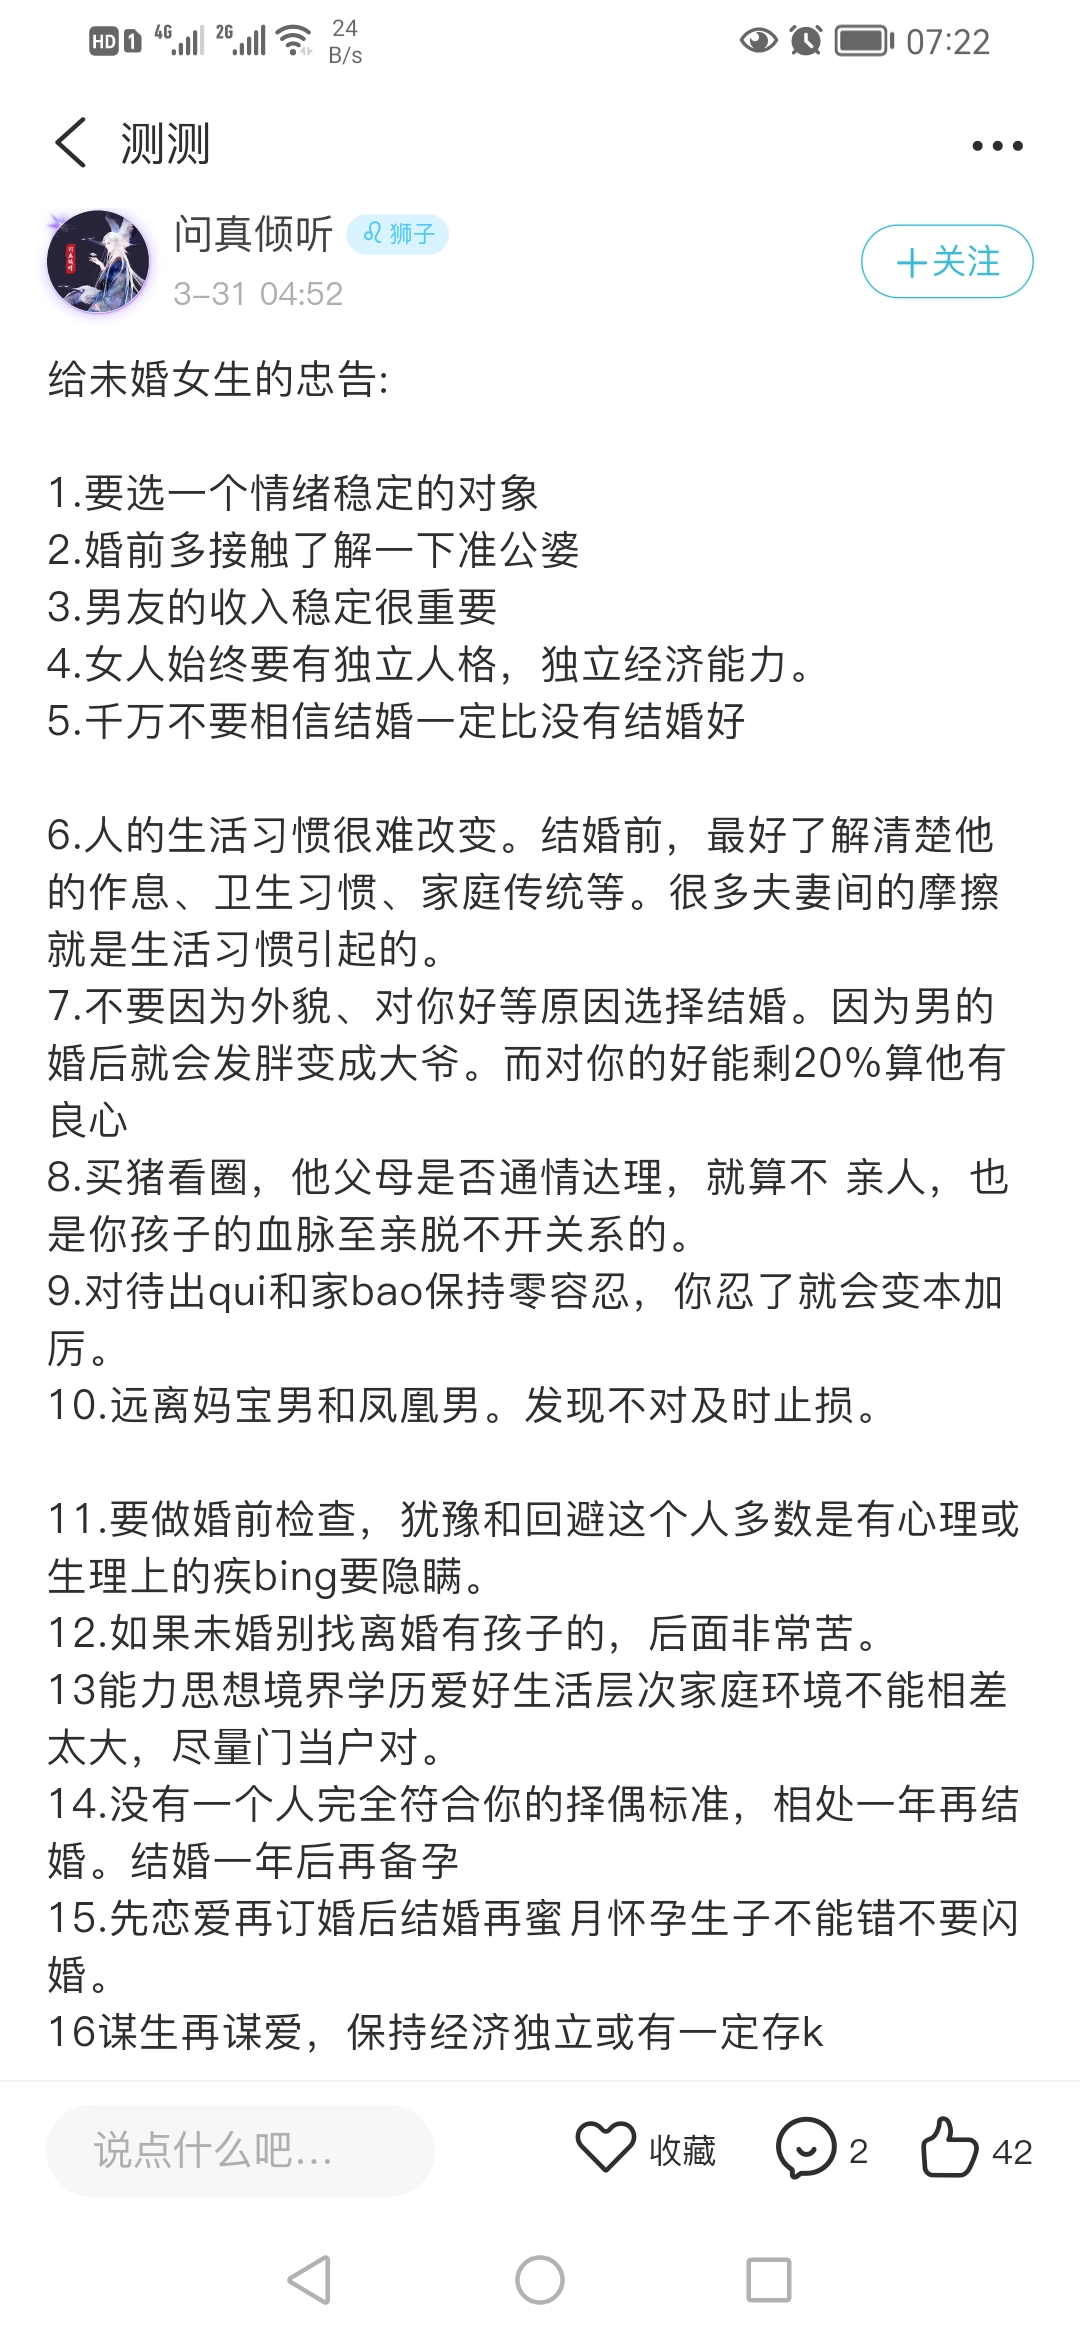 HD 1 4G 2G 24 B/s 07:22
测测
问真倾听 狮子
3-31 04:52
+关注
给未婚女生的忠告:
1.要选一个情绪稳定的对象
2.婚前多接触了解一下准公婆
3.男友的收入稳定很重要
4.女人始终要有独立人格，独立经济能力。
5.千万不要相信结婚一定比没有结婚好
6.人的生活习惯很难改变。结婚前，最好了解清楚他
的作息、卫生习惯、家庭传统等。很多夫妻间的摩擦
就是生活习惯引起的。
7.不要因为外貌、对你好等原因选择结婚。因为男的
婚后就会发胖变成大爷。而对你的好能剩20%算他有
良心
8.买猪看圈，他父母是否通情达理，就算不 亲人，也
是你孩子的血脉至亲脱不开关系的。
9.对待出qui和家bao保持零容忍，你忍了就会变本加
厉。
10.远离妈宝男和凤凰男。发现不对及时止损。
11.要做婚前检查，犹豫和回避这个人多数是有心理或
生理上的疾bing要隐瞒。
12.如果未婚别找离婚有孩子的，后面非常苦。
13能力思想境界学历爱好生活层次家庭环境不能相差
太大，尽量门当户对。
14.没有一个人完全符合你的择偶标准，相处一年再结
婚。结婚一年后再备孕
15.先恋爱再订婚后结婚再蜜月怀孕生子不能错不要闪
婚。
16谋生再谋爱，保持经济独立或有一定存k
说点什么吧... 收藏 2 42